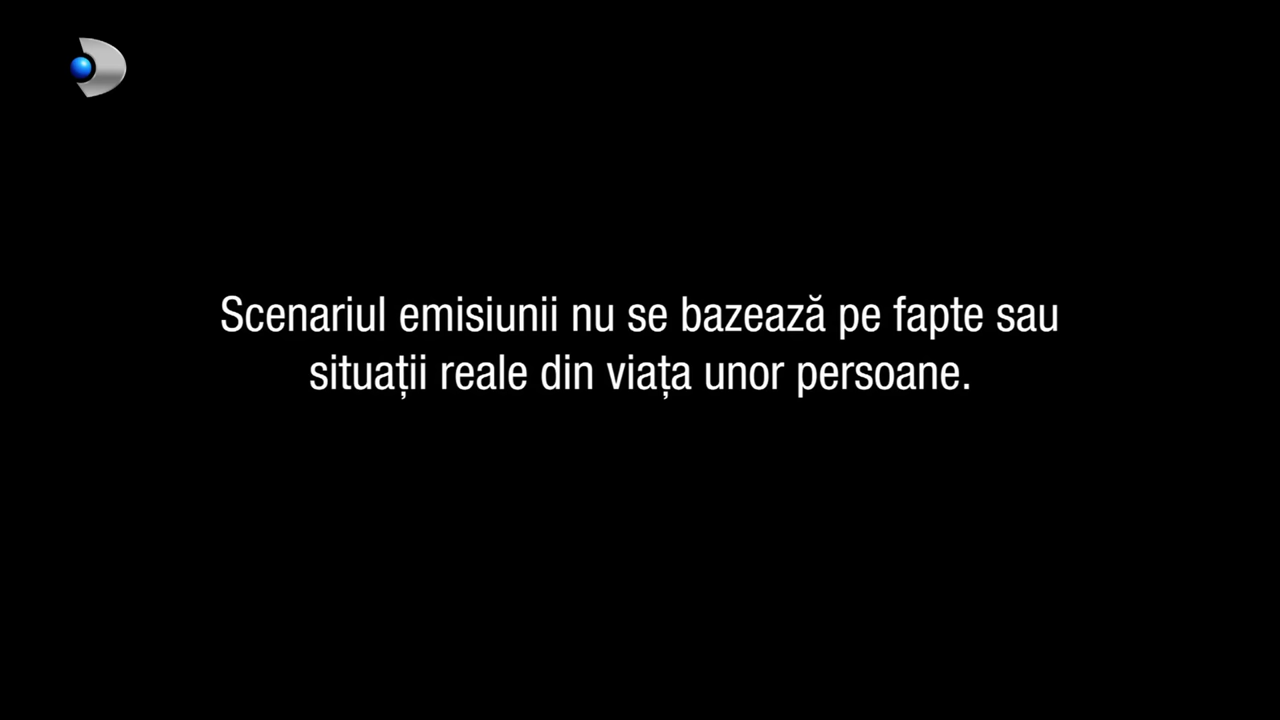 Scenariul emisiunii nu se bazează pe fapte sau
situații reale din viața unor persoane.